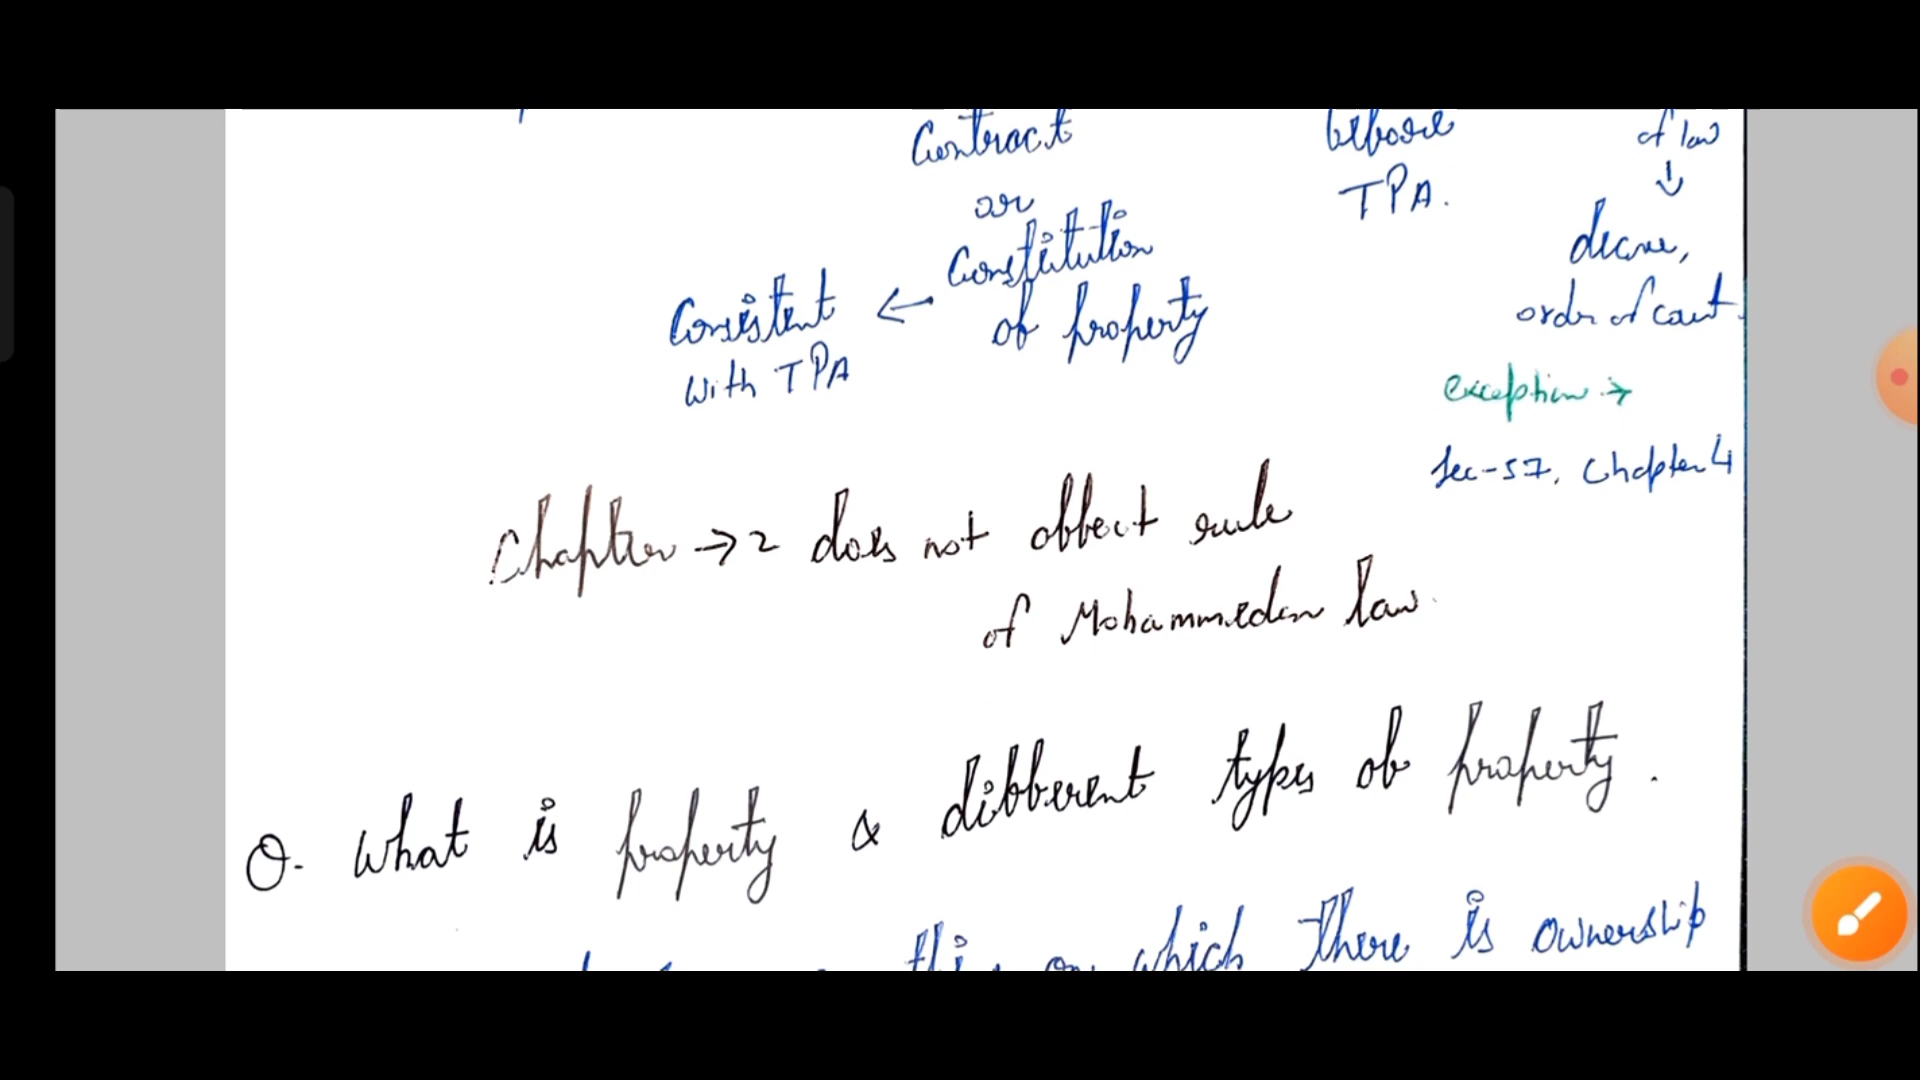 Contract
or
Constitution
of property
Consistent ←
with TPA
before
TPA.
of law
↓
decree,
order of court.
exception →
Sec-57, Chapter 4
Chapter → 2 does not affect rule
of Mohammedan law.
Q. What is property & different types of property.
which there is ownership